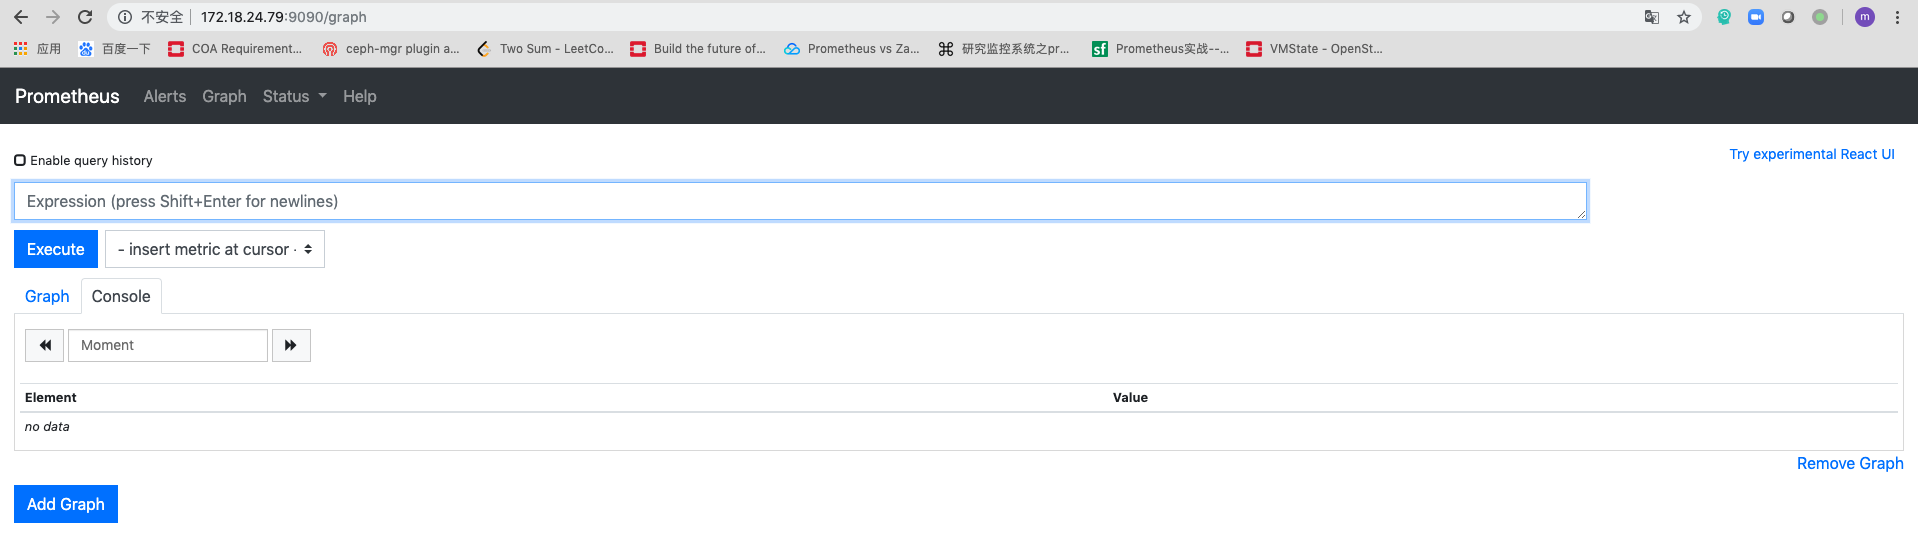 不安全 172.18.24.79:9090/graph m
应用 百度一下 COA Requirement... ceph-mgr plugin a... Two Sum - LeetCo... Build the future of... Prometheus vs Za... 研究监控系统之pr... sf Prometheus实战--... VMState - OpenSt...
Prometheus Alerts Graph Status Help
Enable query history
Try experimental React UI
Expression (press Shift+Enter for newlines)
Execute - insert metric at cursor -
Graph Console
Moment
Element Value
no data
Remove Graph
Add Graph